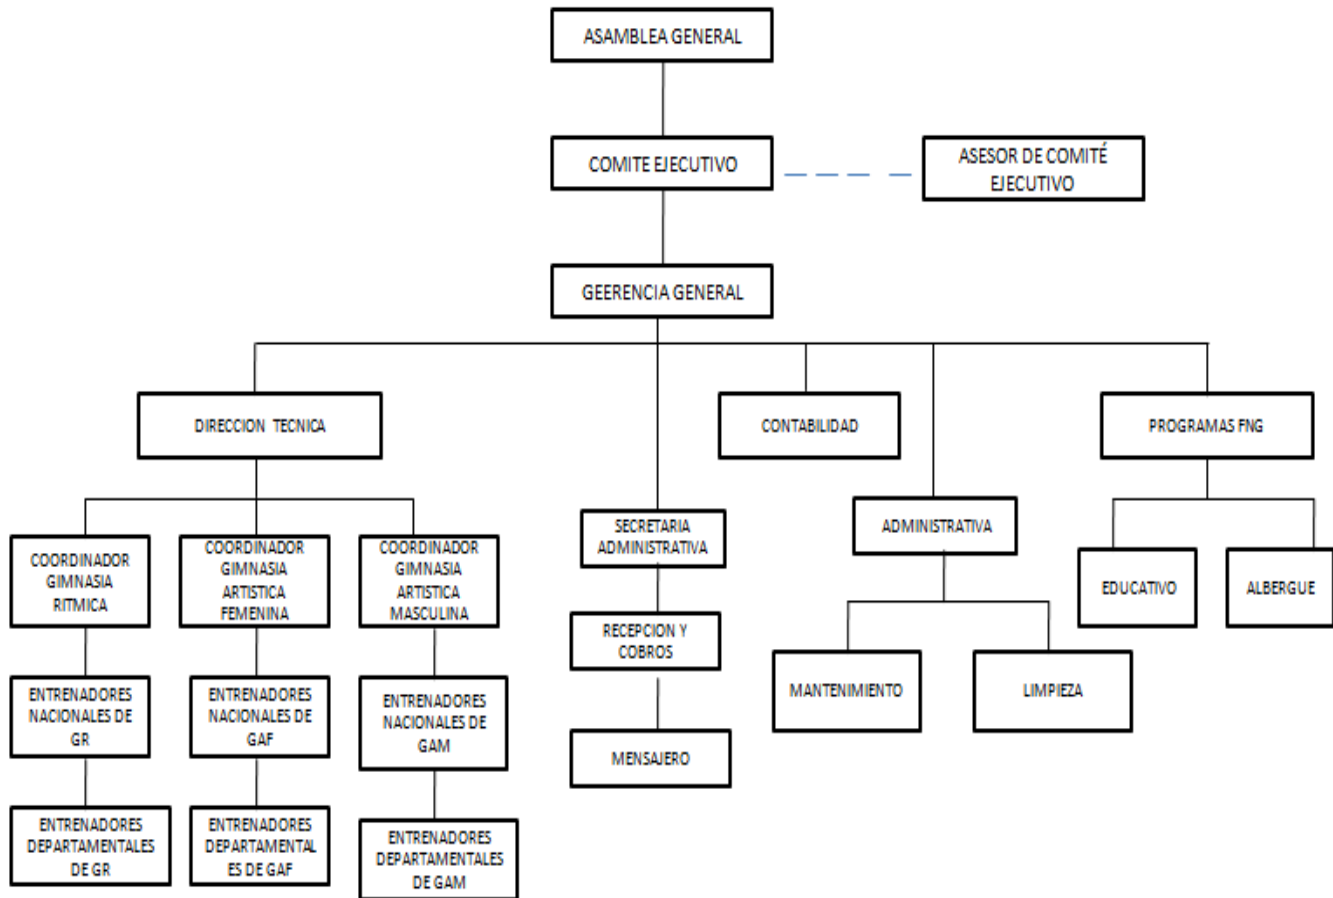 ASAMBLEA GENERAL
COMITE EJECUTIVO
ASESOR DE COMITÉ
EJECUTIVO
GEERENCIA GENERAL
DIRECCION TECNICA
CONTABILIDAD
PROGRAMAS FNG
COORDINADOR
GIMNASIA
RITMICA
COORDINADOR
GIMNASIA
ARTISTICA
FEMENINA
COORDINADOR
GIMNASIA
ARTISTICA
MASCULINA
SECRETARIA
ADMINISTRATIVA
ADMINISTRATIVA
EDUCATIVO
ALBERGUE
RECEPCION Y
COBROS
MANTENIMIENTO
LIMPIEZA
ENTRENADORES
NACIONALES DE
GR
ENTRENADORES
NACIONALES DE
GAF
ENTRENADORES
NACIONALES DE
GAM
MENSAJERO
ENTRENADORES
DEPARTAMENTALES
DE GR
ENTRENADORES
DEPARTAMENTAL
ES DE GAF
ENTRENADORES
DEPARTAMENTALES
DE GAM